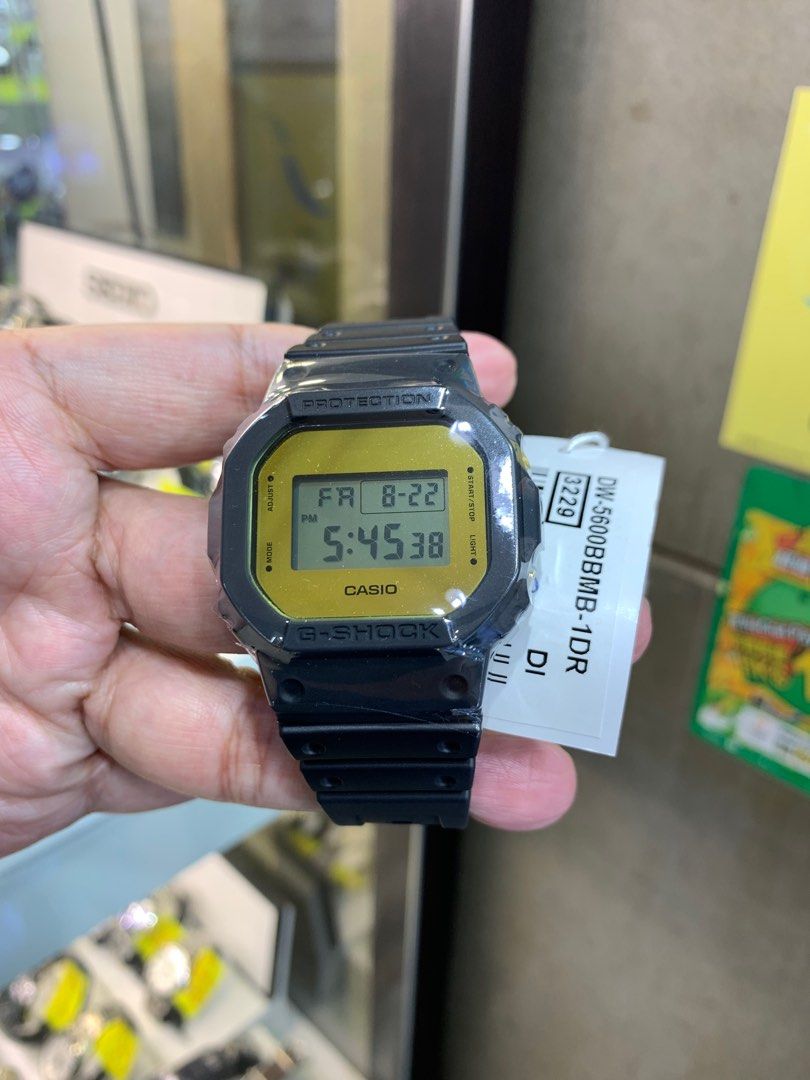 SEIKO
PROTECTION
ADJUST
START/STOP
FR 8-22
PM
5:45 38
MODE
LIGHT
CASIO
G-SHOCK
DW-5600BBMB-1DR
3229
DI